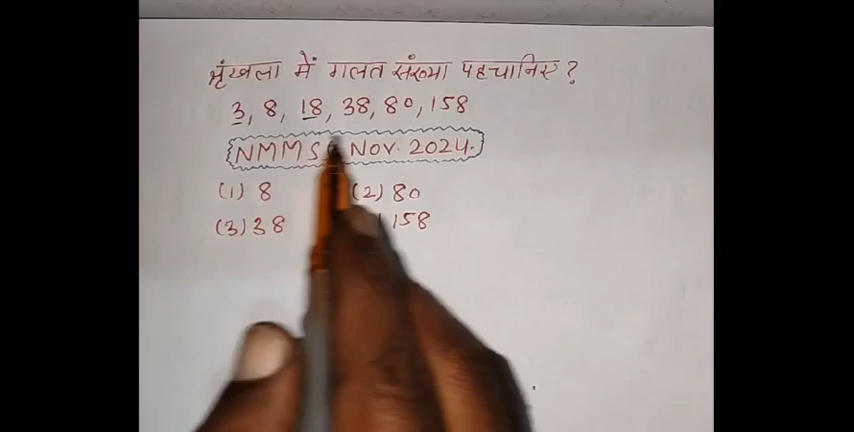 शृंखला में गलत संख्या पहचानिए?
3, 8, 18, 38, 80, 158
NMMS Nov. 2024.
(1) 8 (2) 80
(3) 38 158